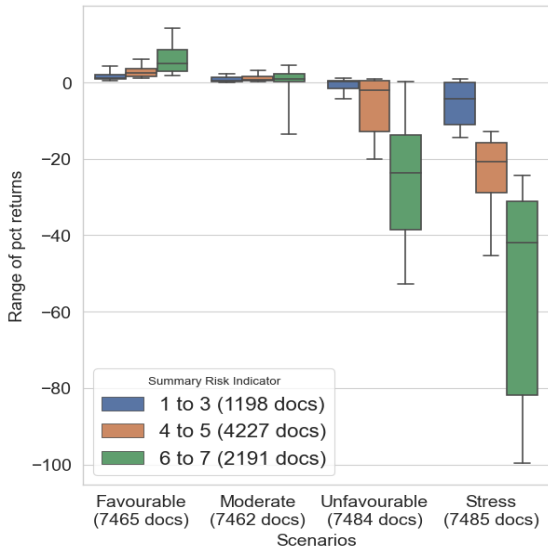 Range of pct returns
0
−20
−40
−60
−80
−100
Summary Risk Indicator
1 to 3 (1198 docs)
4 to 5 (4227 docs)
6 to 7 (2191 docs)
Favourable
(7465 docs)
Moderate
(7462 docs)
Unfavourable
(7484 docs)
Stress
(7485 docs)
Scenarios